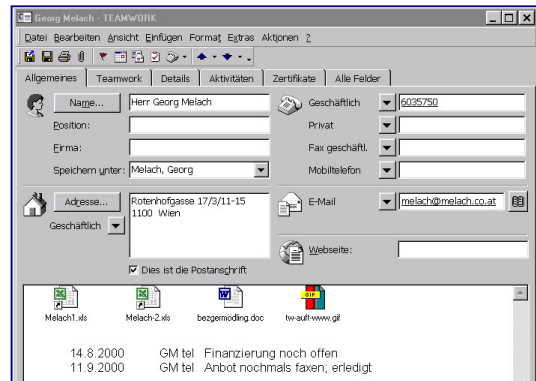 Georg Melach - TEAMWORK
Datei Bearbeiten Ansicht Einfügen Format Extras Aktionen ?
Allgemeines Teamwork Details Aktivitäten Zertifikate Alle Felder
Name... Herr Georg Melach Geschäftlich 6035750
Position: Privat
Firma: Fax geschäftl.
Speichern unter: Melach, Georg Mobiltelefon
Adresse... Rotenhofgasse 17/3/11-15 E-Mail melach@melach.co.at
1100 Wien
Geschäftlich
Webseite:
Dies ist die Postanschrift
GIF
Melach1.xls Melach-2.xls bezgermödling.doc tw-auft-www.gif
14.8.2000 GM tel Finanzierung noch offen
11.9.2000 GM tel Anbot nochmals faxen; erledigt